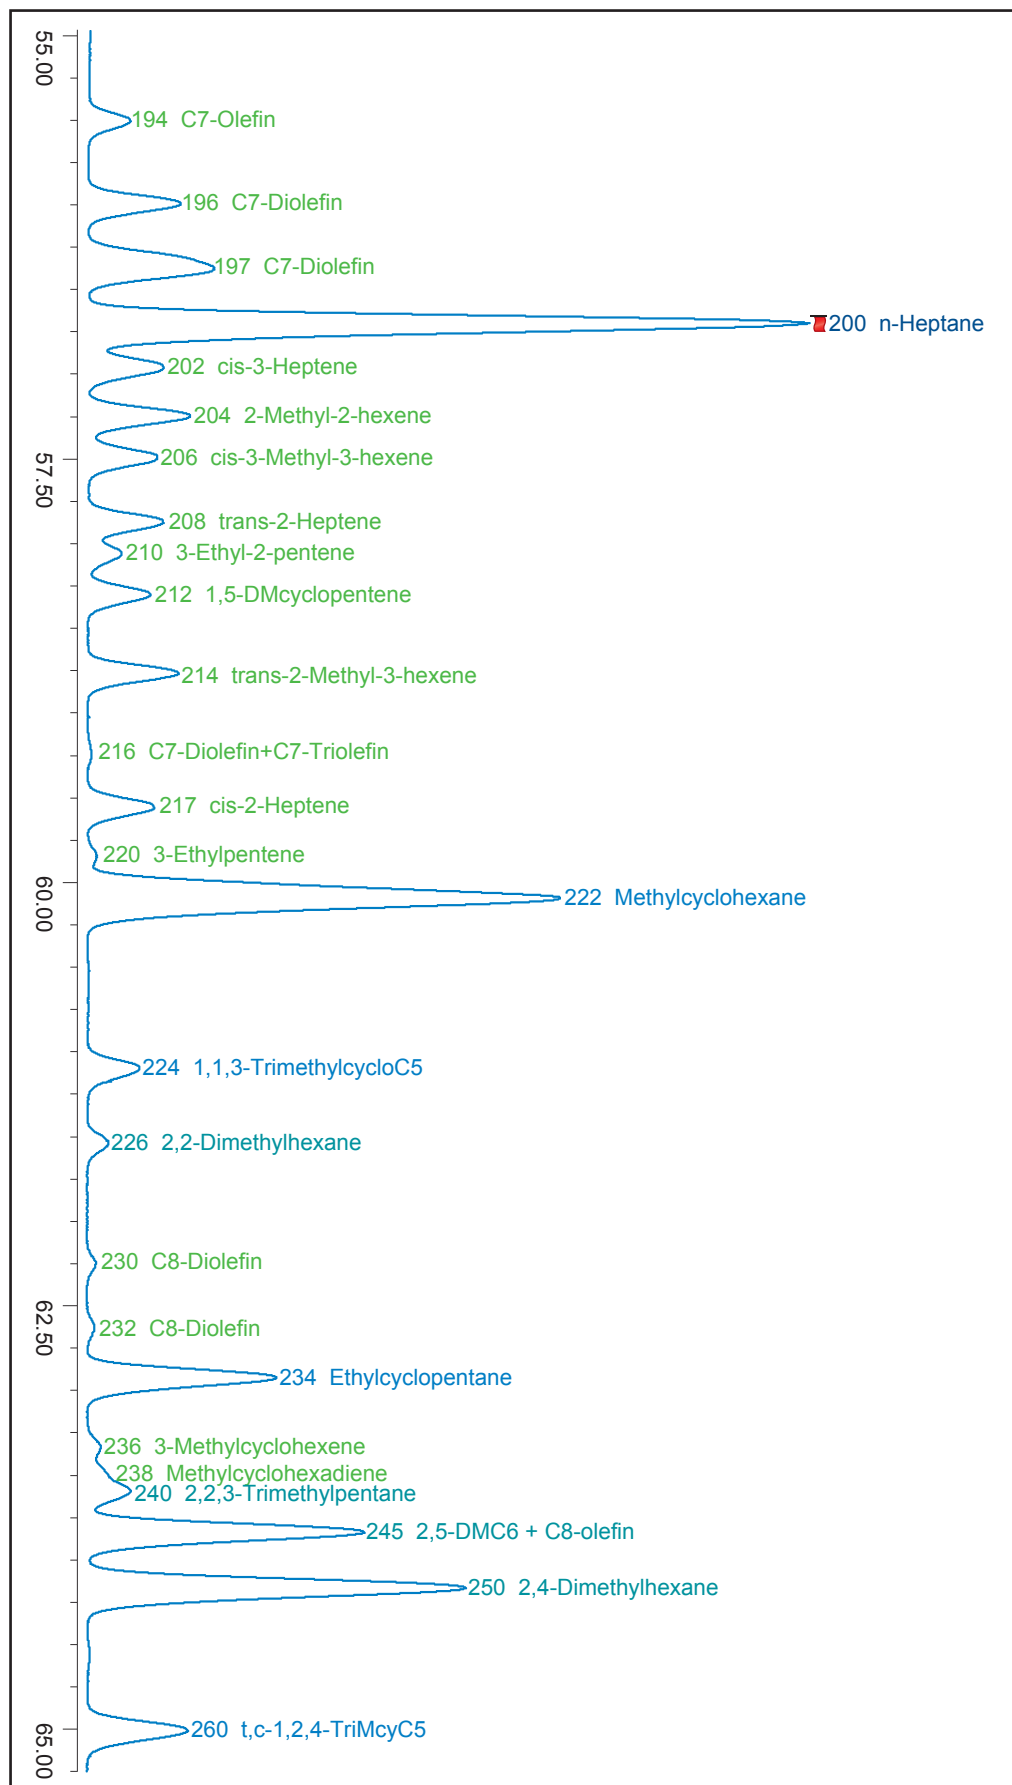 55.00
194 C7-Olefin
196 C7-Diolefin
197 C7-Diolefin
200 n-Heptane
202 cis-3-Heptene
204 2-Methyl-2-hexene
206 cis-3-Methyl-3-hexene
57.50
208 trans-2-Heptene
210 3-Ethyl-2-pentene
212 1,5-DMcyclopentene
214 trans-2-Methyl-3-hexene
216 C7-Diolefin+C7-Triolefin
217 cis-2-Heptene
220 3-Ethylpentene
60.00
222 Methylcyclohexane
224 1,1,3-TrimethylcycloC5
226 2,2-Dimethylhexane
230 C8-Diolefin
62.50
232 C8-Diolefin
234 Ethylcyclopentane
236 3-Methylcyclohexene
238 Methylcyclohexadiene
240 2,2,3-Trimethylpentane
245 2,5-DMC6 + C8-olefin
250 2,4-Dimethylhexane
260 t,c-1,2,4-TriMcyC5
65.00